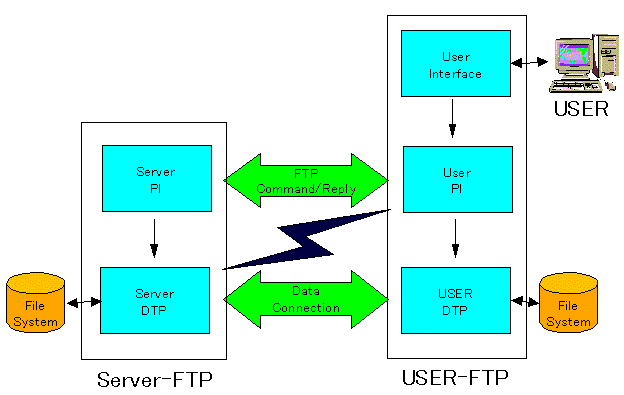 User
Interface
USER
Server
PI
FTP
Command/Reply
User
PI
File
System
Server
DTP
Data
Connection
USER
DTP
File
System
Server-FTP
USER-FTP